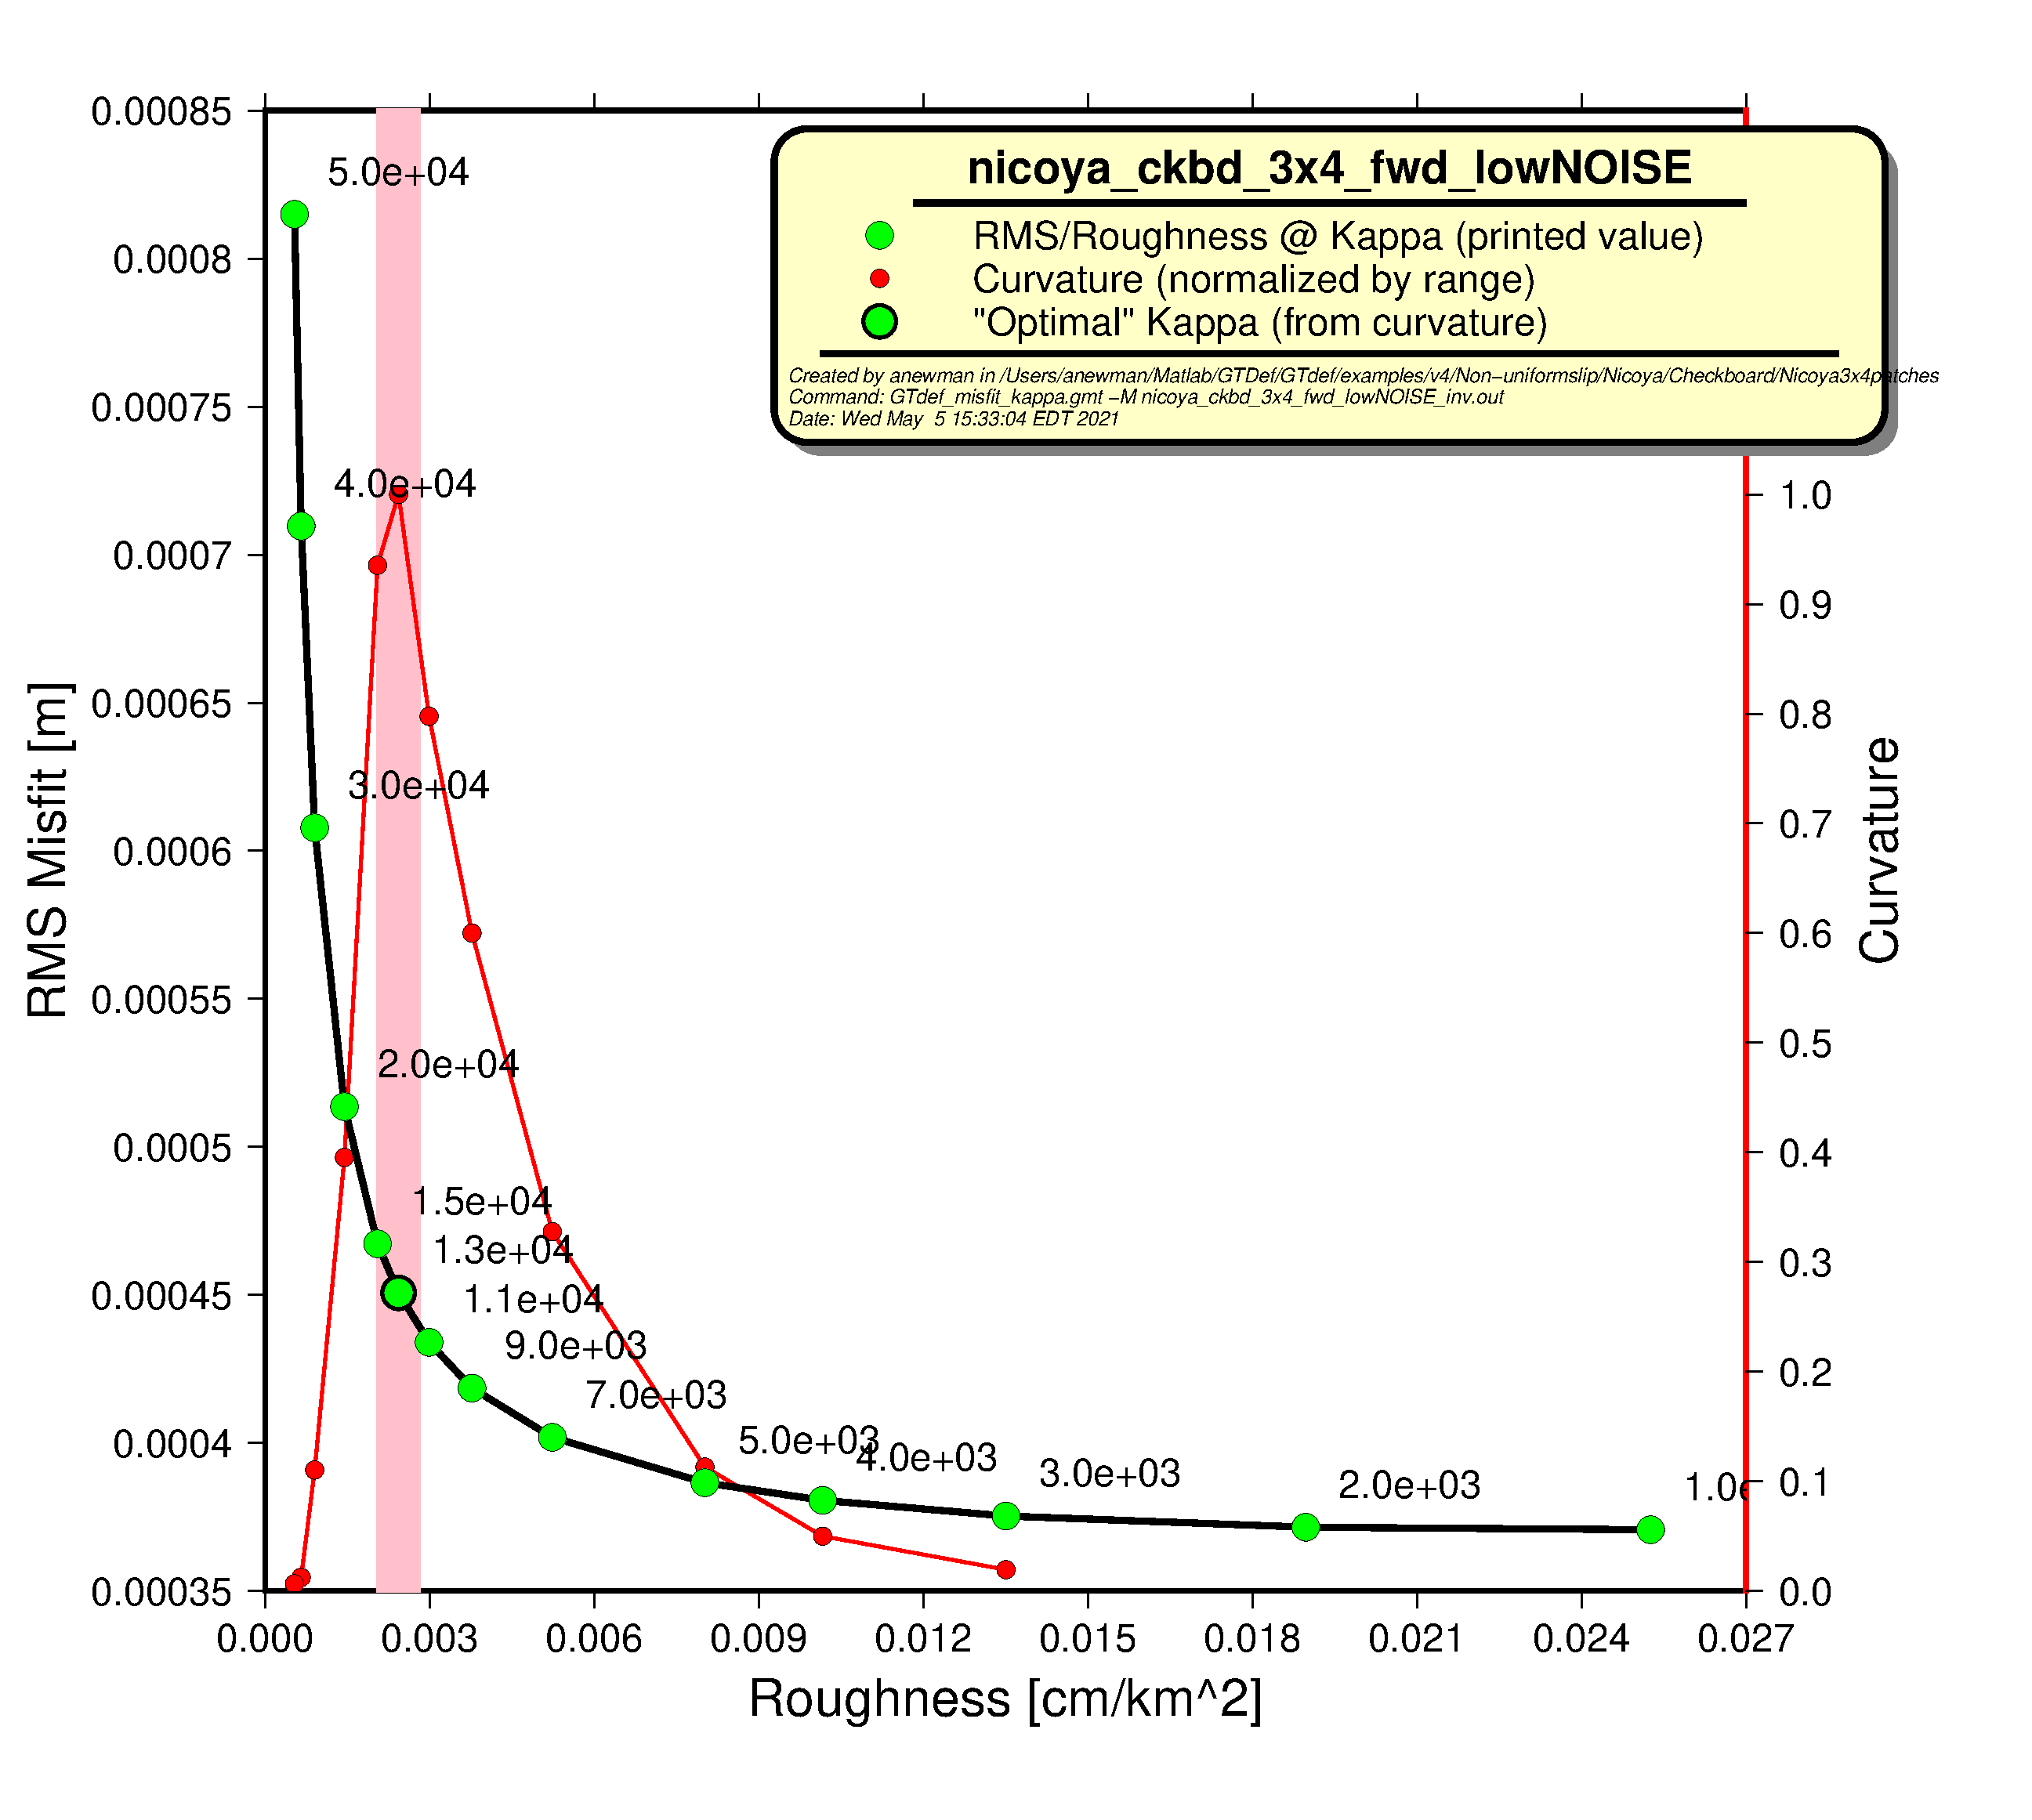 nicoya_ckbd_3x4_fwd_lowNOISE
RMS/Roughness @ Kappa (printed value)
Curvature (normalized by range)
"Optimal" Kappa (from curvature)
Created by anewman in /Users/anewman/Matlab/GTDef/GTdef/examples/v4/Non−uniformslip/Nicoya/Checkboard/Nicoya3x4patches
Command: GTdef_misfit_kappa.gmt −M nicoya_ckbd_3x4_fwd_lowNOISE_inv.out
Date: Wed May  5 15:33:04 EDT 2021
RMS Misfit [m]
0.00085
0.0008
0.00075
0.0007
0.00065
0.0006
0.00055
0.0005
0.00045
0.0004
0.00035
5.0e+04
4.0e+04
3.0e+04
2.0e+04
1.5e+04
1.3e+04
1.1e+04
9.0e+03
7.0e+03
5.0e+03
4.0e+03
3.0e+03
2.0e+03
1.0e
Curvature
1.0
0.9
0.8
0.7
0.6
0.5
0.4
0.3
0.2
0.1
0.0
0.000 0.003 0.006 0.009 0.012 0.015 0.018 0.021 0.024 0.027
Roughness [cm/km^2]